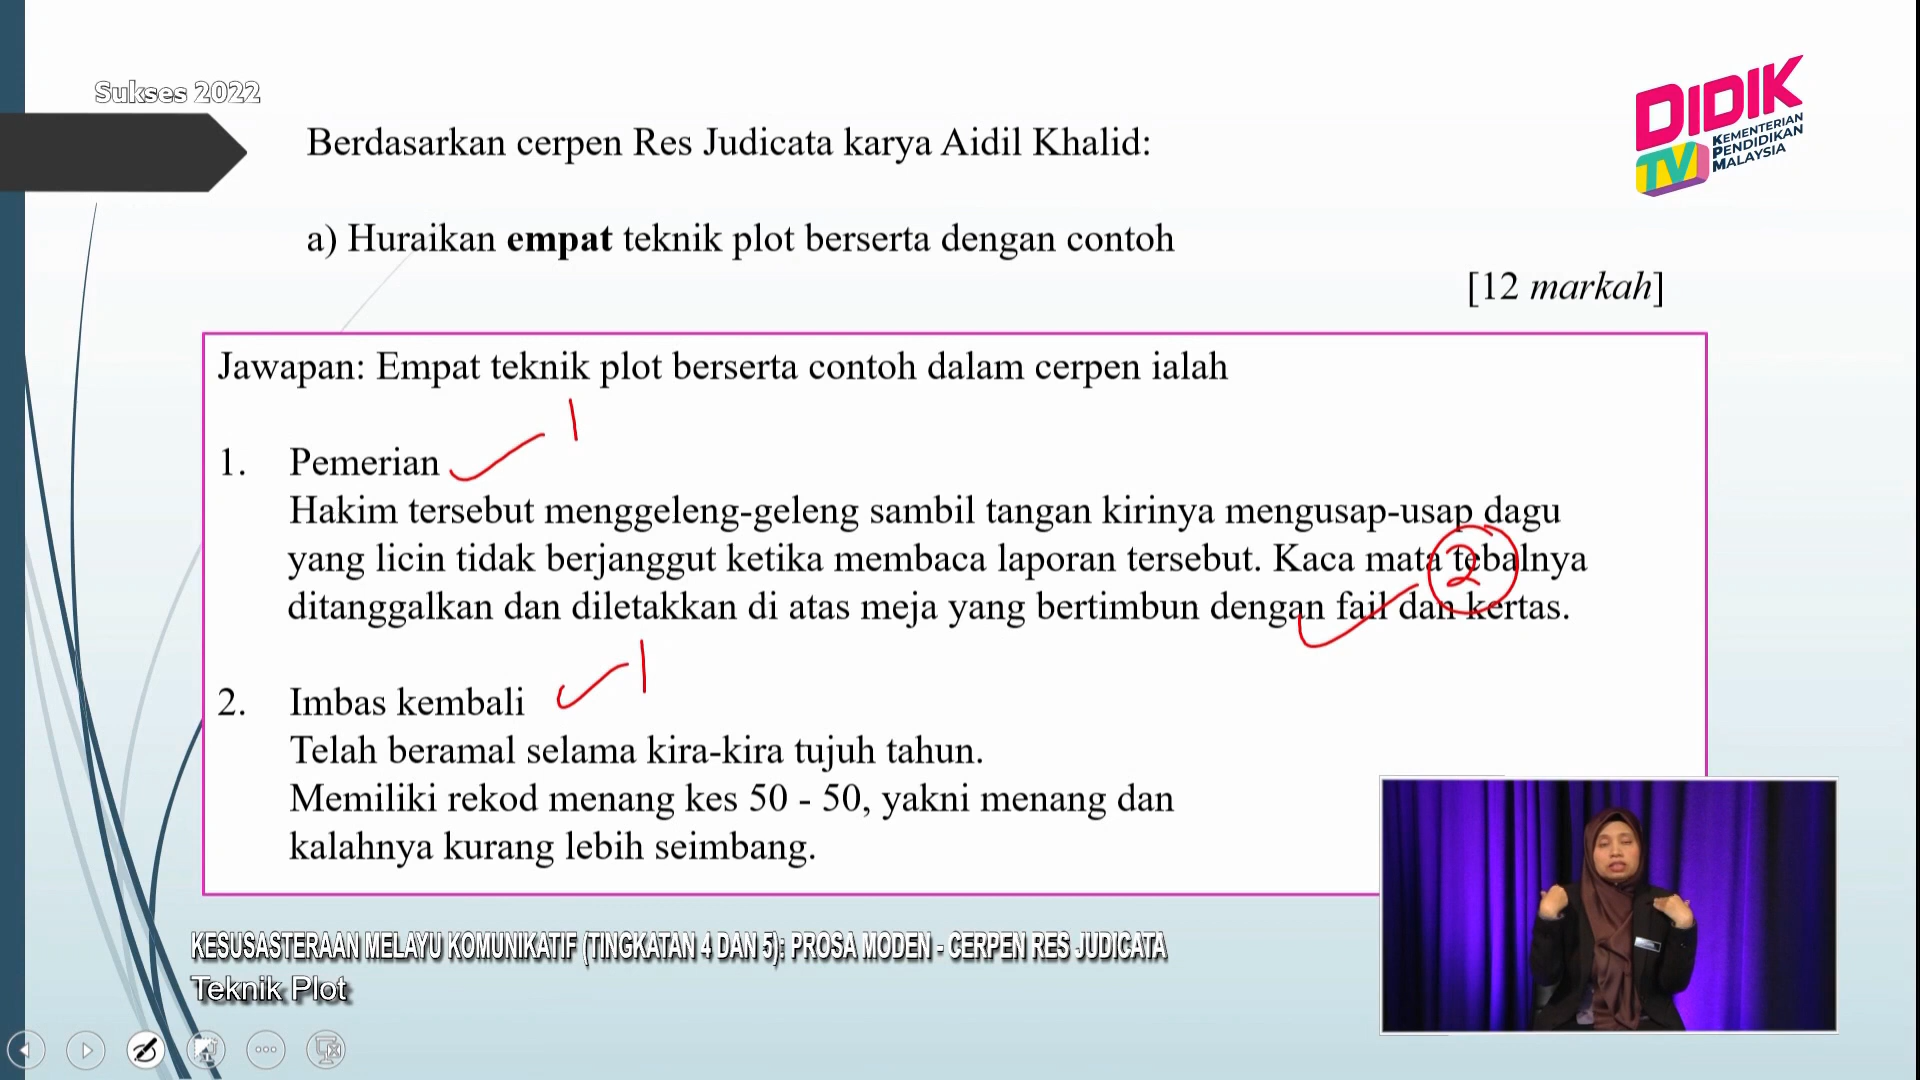 Sukses 2022
DIDIK
TV
KEMENTERIAN
PENDIDIKAN
MALAYSIA
Berdasarkan cerpen Res Judicata karya Aidil Khalid:
a) Huraikan empat teknik plot berserta dengan contoh
[12 markah]
Jawapan: Empat teknik plot berserta contoh dalam cerpen ialah
1
1. Pemerian
Hakim tersebut menggeleng-geleng sambil tangan kirinya mengusap-usap dagu
yang licin tidak berjanggut ketika membaca laporan tersebut. Kaca mata tebalnya
2
ditanggalkan dan diletakkan di atas meja yang bertimbun dengan fail dan kertas.
1
2. Imbas kembali
Telah beramal selama kira-kira tujuh tahun.
Memiliki rekod menang kes 50 - 50, yakni menang dan
kalahnya kurang lebih seimbang.
KESUSASTERAAN MELAYU KOMUNIKATIF (TINGKATAN 4 DAN 5): PROSA MODEN - CERPEN RES JUDICATA
Teknik Plot